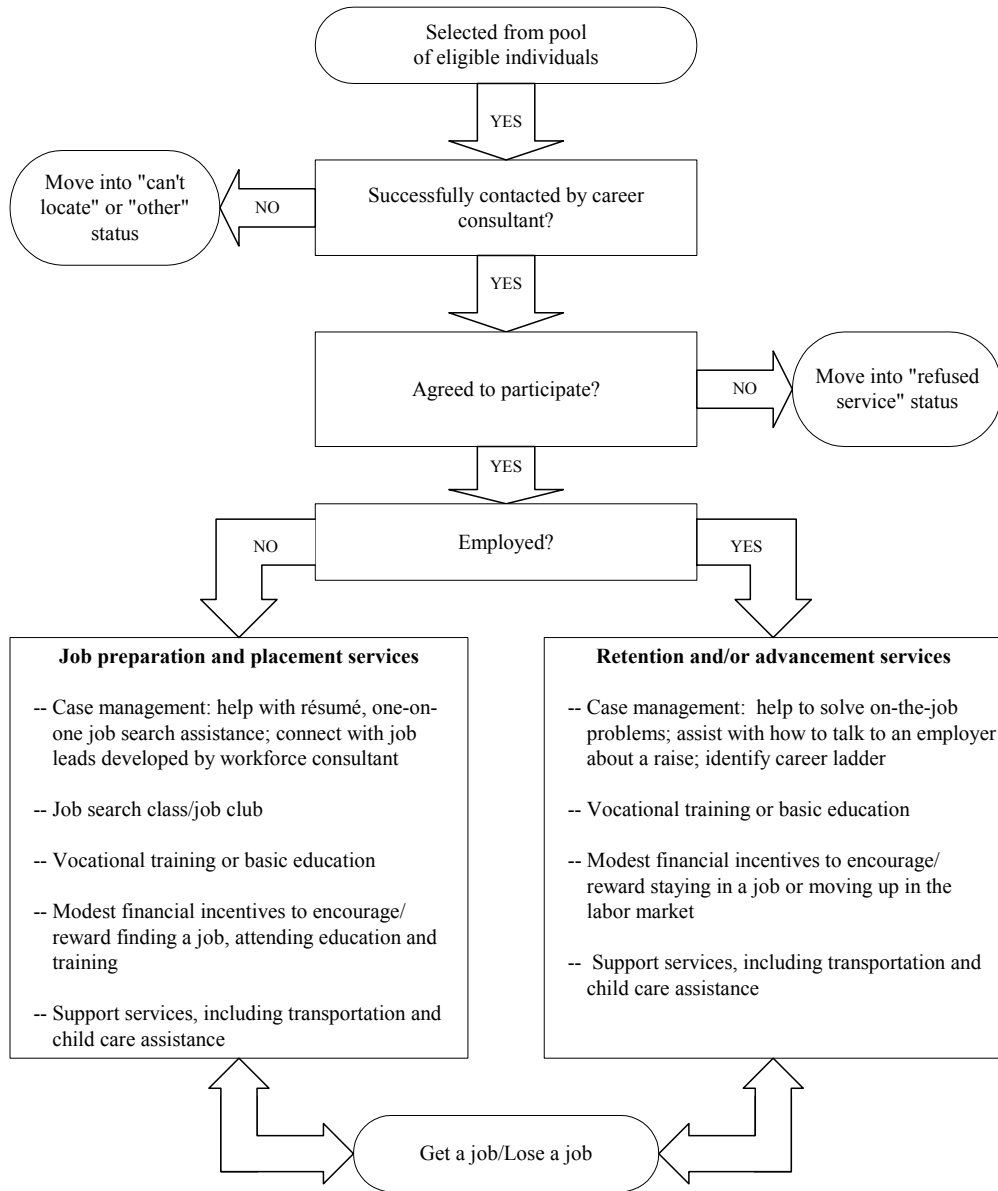 Selected from pool
of eligible individuals
YES
Successfully contacted by career
consultant?
NO
Move into "can't
locate" or "other"
status
YES
Agreed to participate?
NO
Move into "refused
service" status
YES
Employed?
NO
YES
Job preparation and placement services
-- Case management: help with résumé, one-on-
one job search assistance; connect with job
leads developed by workforce consultant
-- Job search class/job club
-- Vocational training or basic education
-- Modest financial incentives to encourage/
reward finding a job, attending education and
training
-- Support services, including transportation and
child care assistance
Retention and/or advancement services
-- Case management: help to solve on-the-job
problems; assist with how to talk to an employer
about a raise; identify career ladder
-- Vocational training or basic education
-- Modest financial incentives to encourage/
reward staying in a job or moving up in the
labor market
-- Support services, including transportation and
child care assistance
Get a job/Lose a job